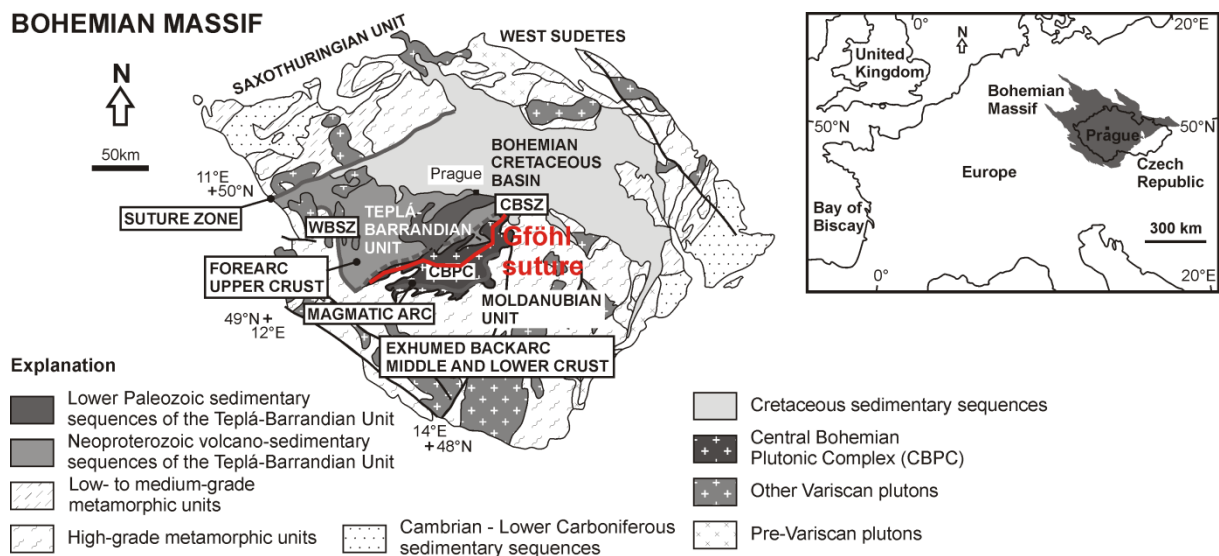 BOHEMIAN MASSIF
N
50km
SAXOTHURINGIAN UNIT
WEST SUDETES
11°E
+50°N
Prague
BOHEMIAN
CRETACEOUS
BASIN
SUTURE ZONE
WBSZ
TEPLÁ-
BARRANDIAN
UNIT
CBSZ
Gföhl
suture
CBPC
FOREARC
UPPER CRUST
MAGMATIC ARC
MOLDANUBIAN
UNIT
49°N +
12°E
EXHUMED BACKARC
MIDDLE AND LOWER CRUST
14°E
+48°N
0°
20°E
N
United
Kingdom
Bohemian
Massif
50°N
50°N
Prague
Czech
Republic
Europe
Bay of
Biscay
300 km
0°
20°E
Explanation
Lower Paleozoic sedimentary
sequences of the Teplá-Barrandian Unit
Neoproterozoic volcano-sedimentary
sequences of the Teplá-Barrandian Unit
Low- to medium-grade
metamorphic units
High-grade metamorphic units
Cambrian - Lower Carboniferous
sedimentary sequences
Cretaceous sedimentary sequences
Central Bohemian
Plutonic Complex (CBPC)
Other Variscan plutons
Pre-Variscan plutons